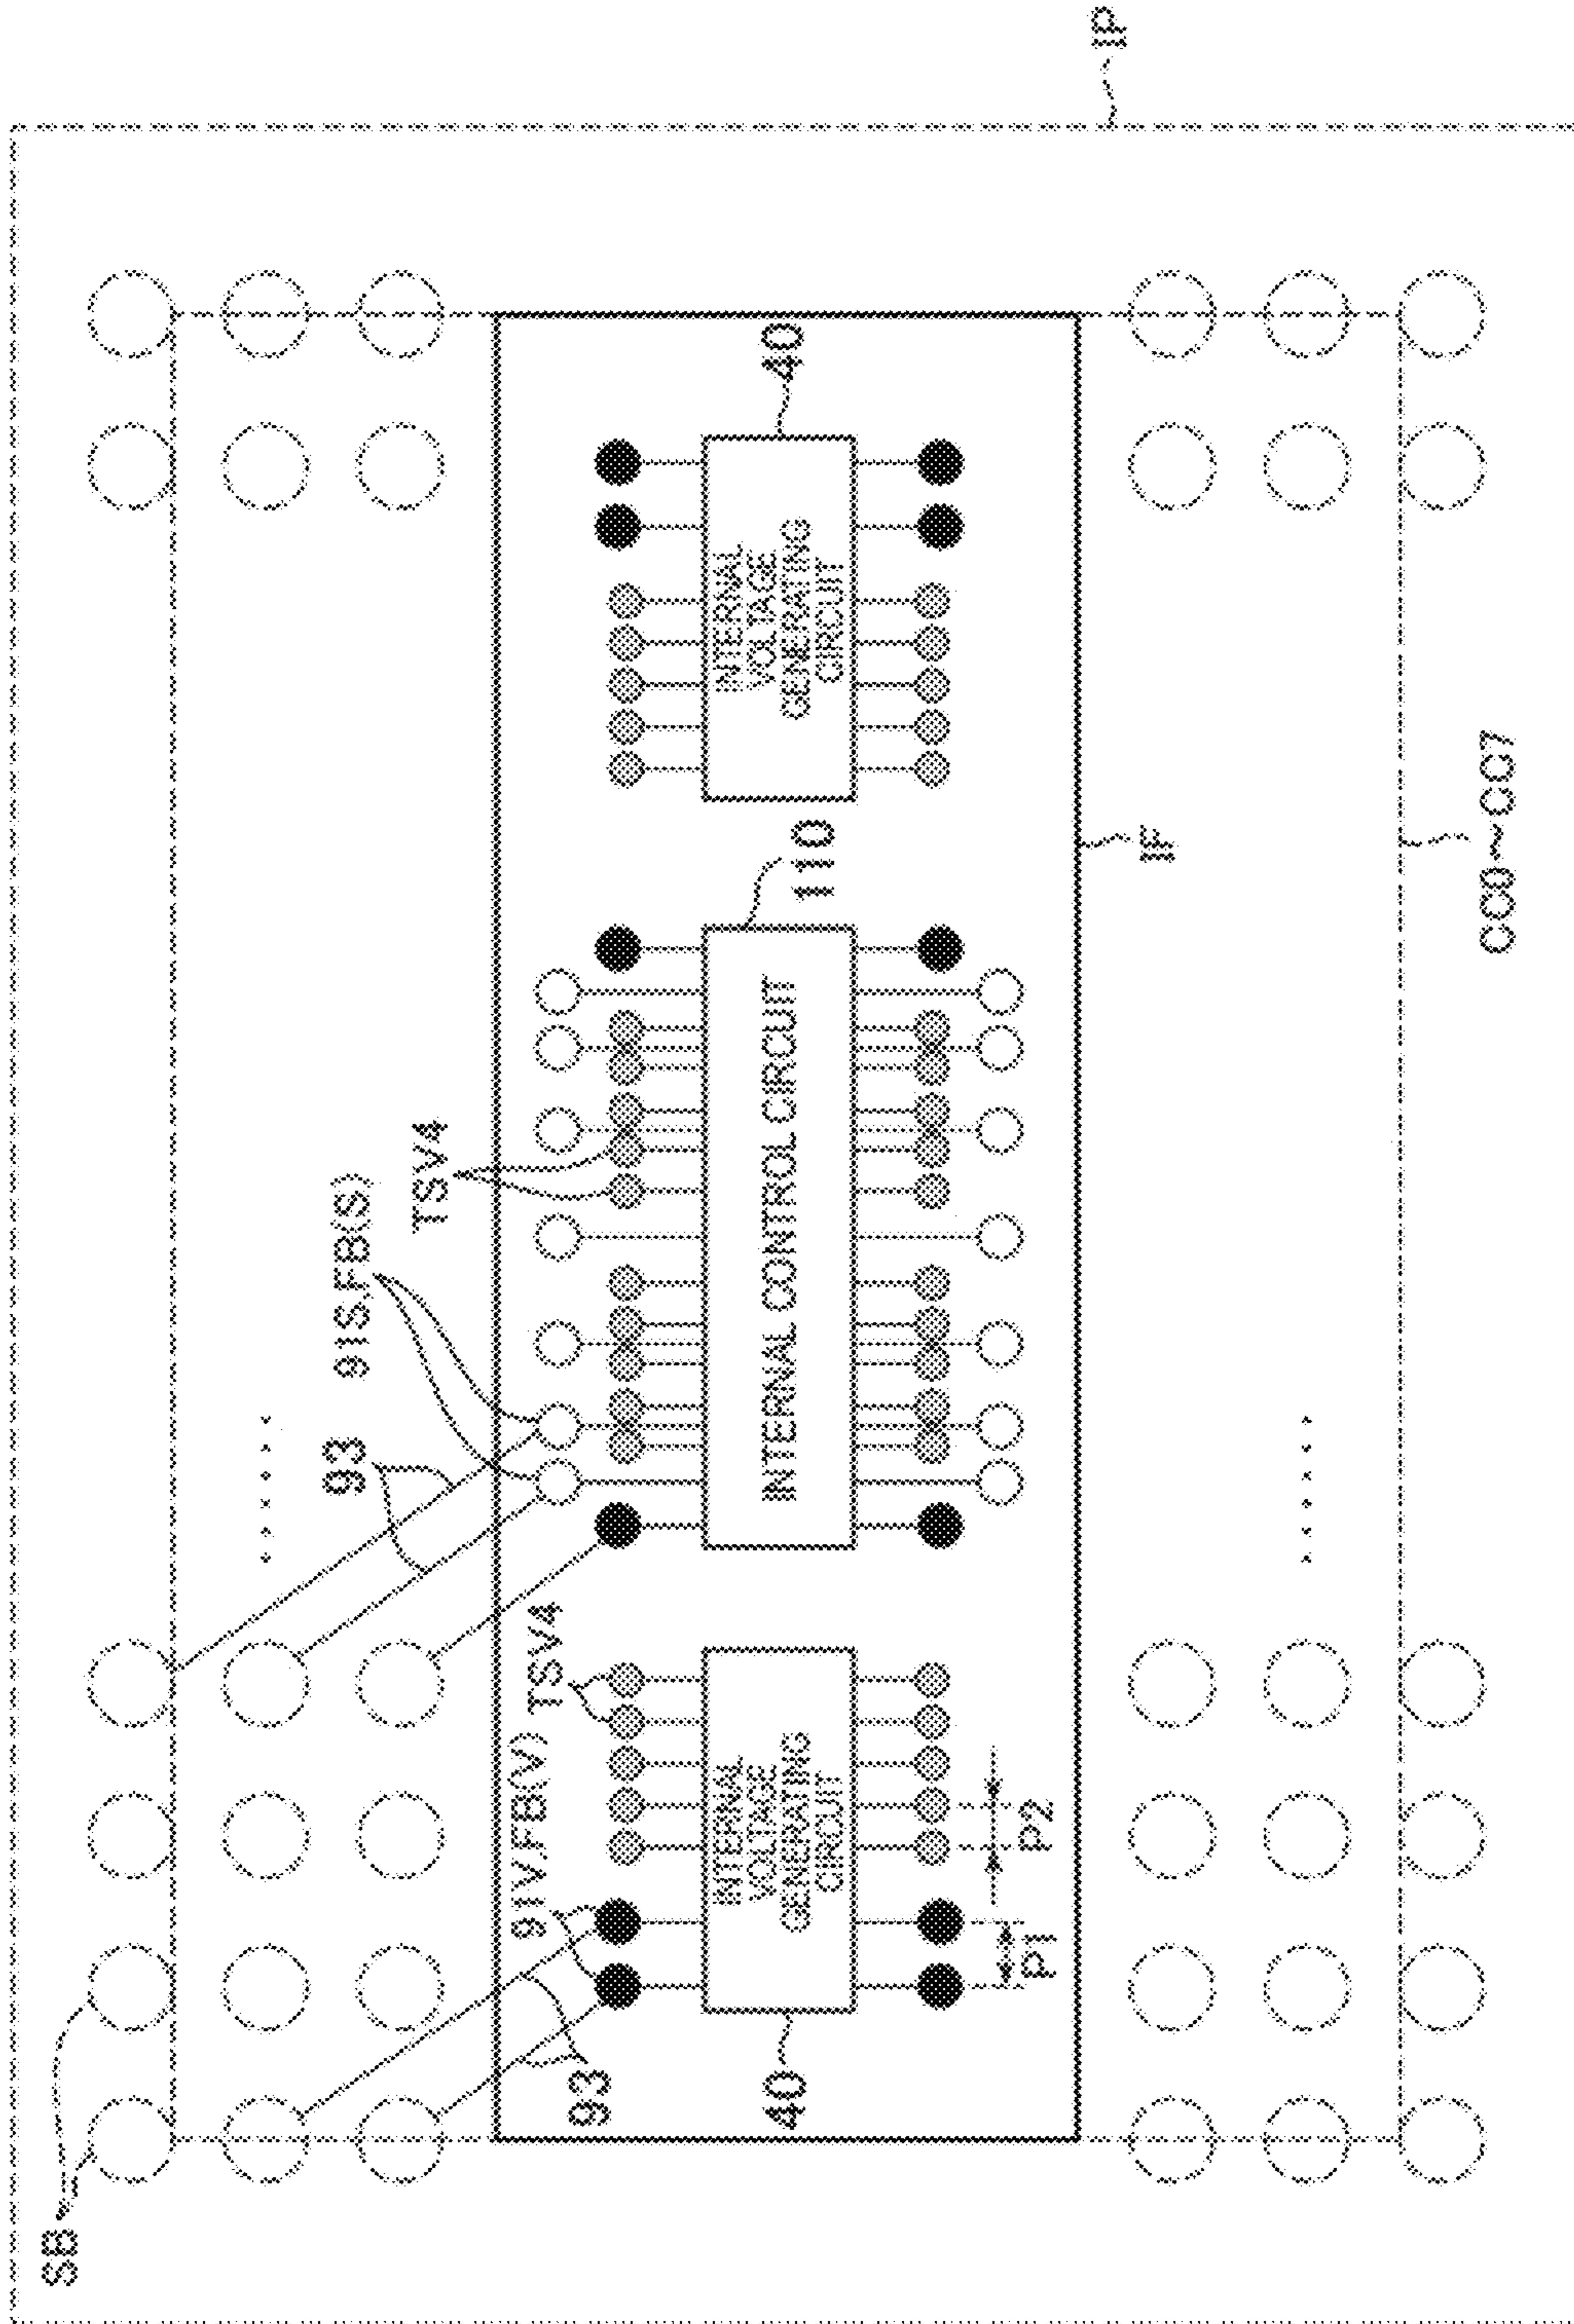 SB
93
91S,FB(S)
TSV4
91V,FB(V)
TSV4
93
40
INTERNAL
VOLTAGE
GENERATING
CIRCUIT
INTERNAL CONTROL CIRCUIT
110
INTERNAL
VOLTAGE
GENERATING
CIRCUIT
40
P1
P2
IF
CC0~CC7
IP